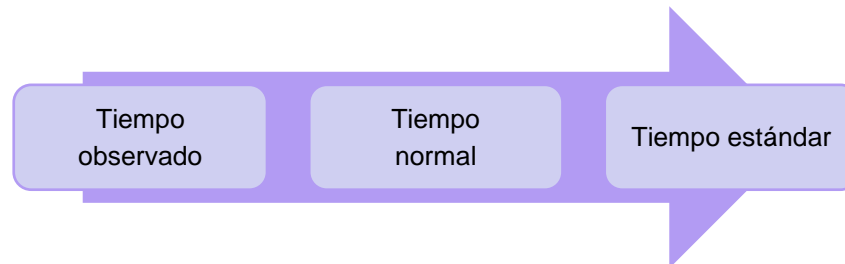 Tiempo
observado
Tiempo
normal
Tiempo estándar